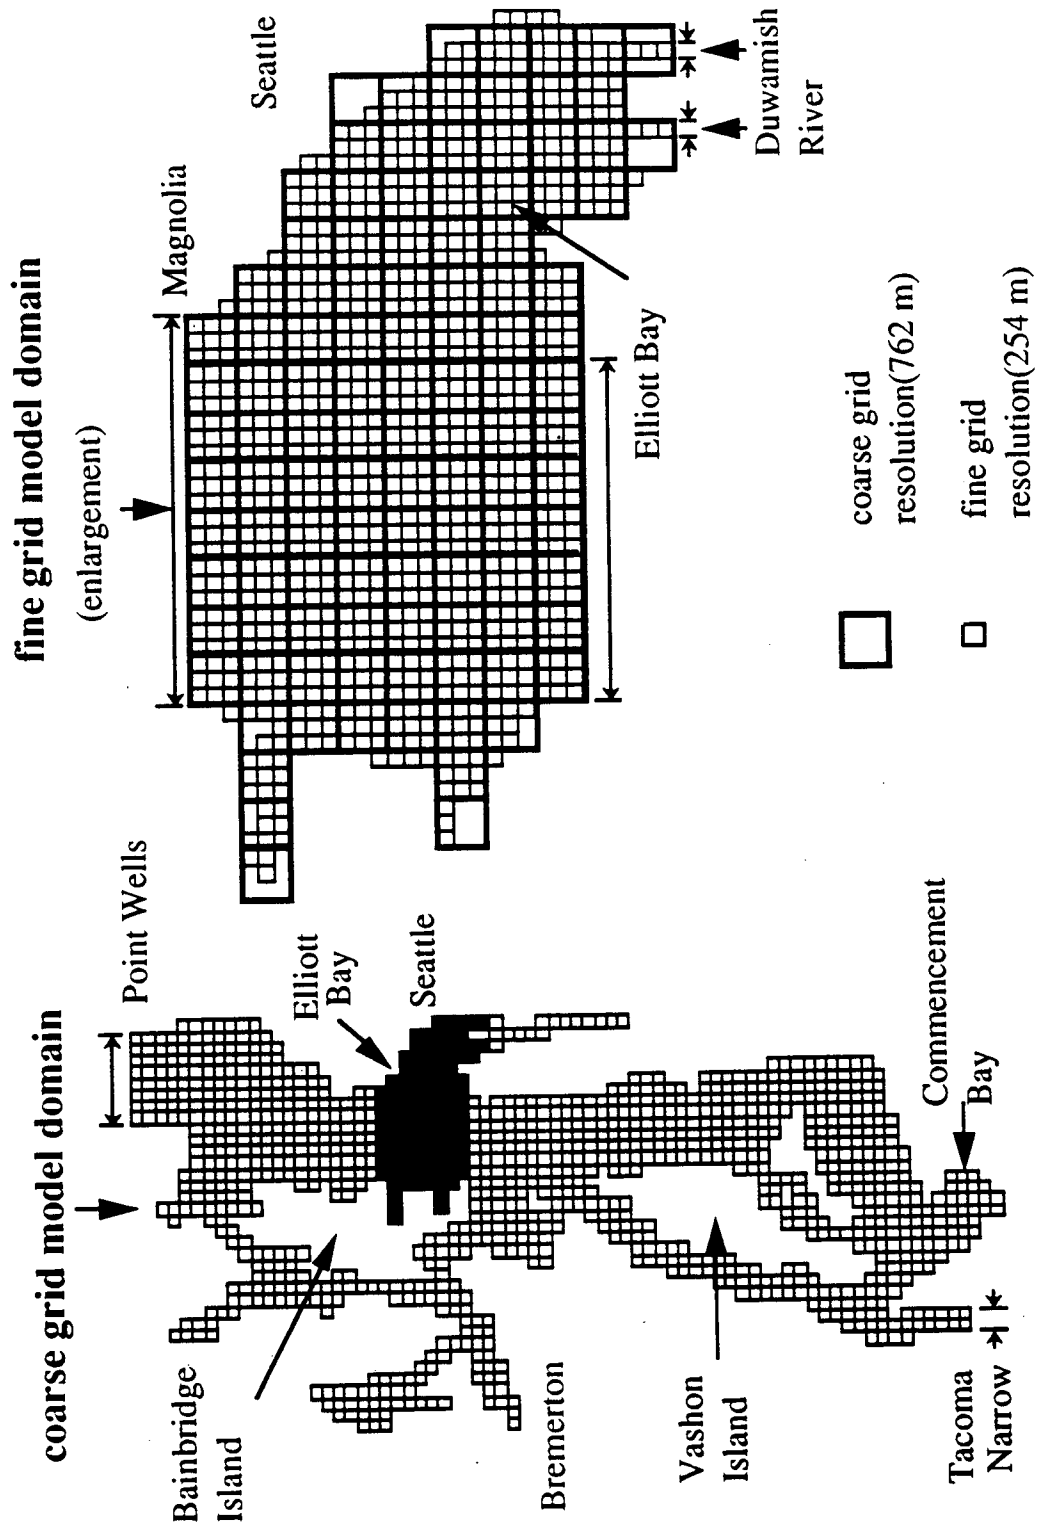 coarse grid model domain
Point Wells
Bainbridge
Island
Elliott
Bay
Seattle
Bremerton
Vashon
Island
Commencement
Bay
Tacoma
Narrow
fine grid model domain
(enlargement)
Magnolia
Seattle
Elliott Bay
Duwamish
River
coarse grid
resolution(762 m)
fine grid
resolution(254 m)